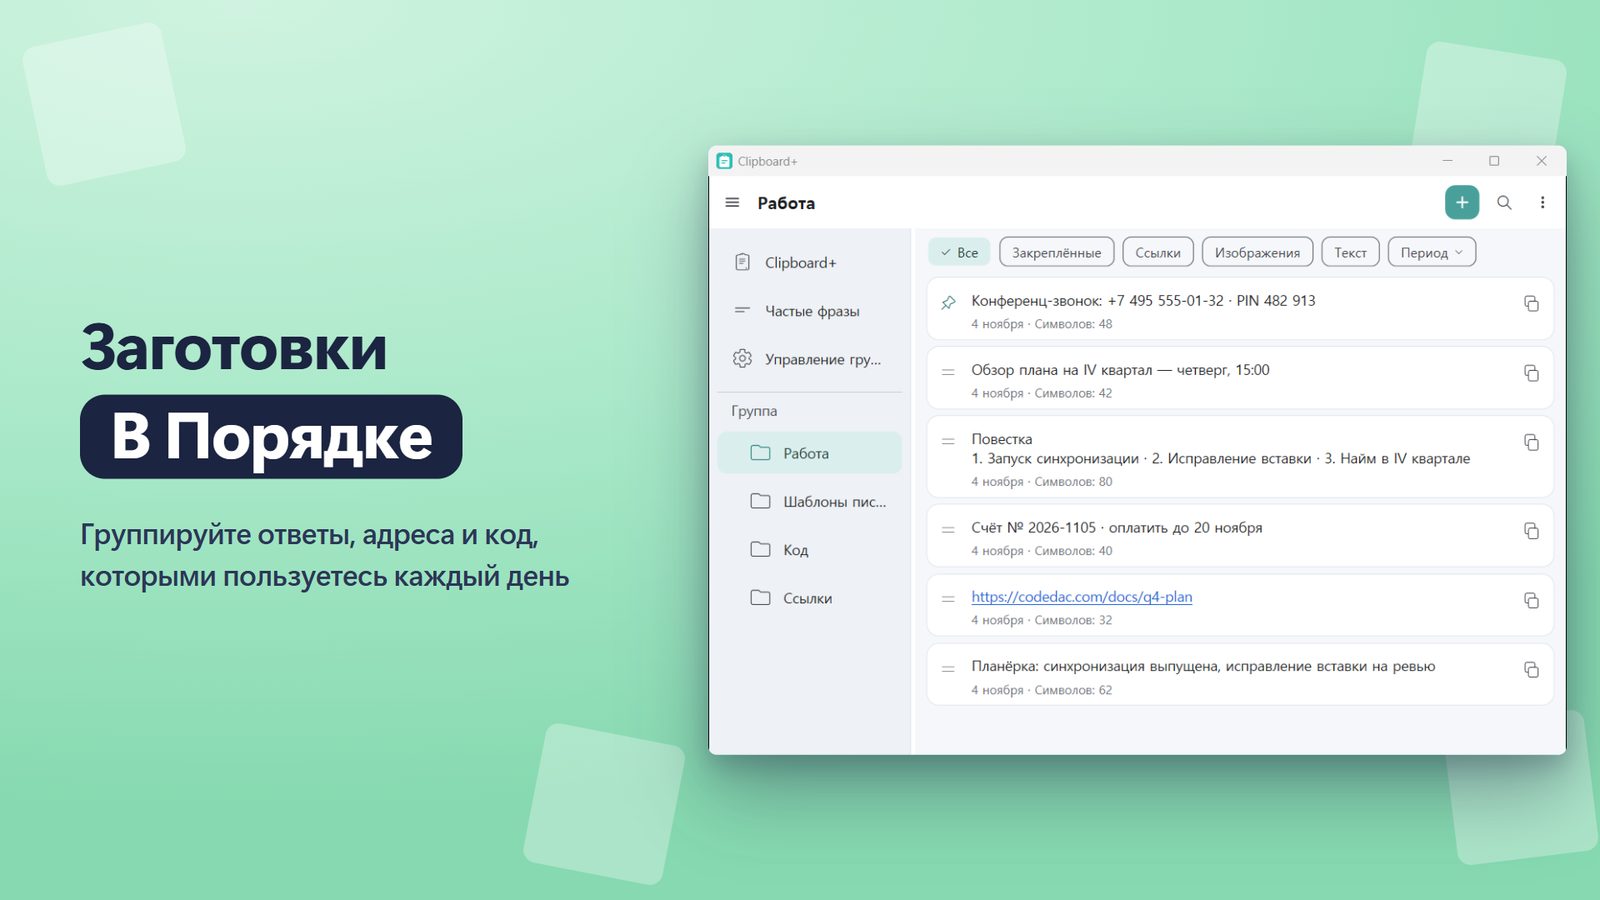 Заготовки
В Порядке
Группируйте ответы, адреса и код,
которыми пользуетесь каждый день
Clipboard+
Работа
Clipboard+
Частые фразы
Управление гру...
Группа
Работа
Шаблоны пис...
Код
Ссылки
Все
Закреплённые
Ссылки
Изображения
Текст
Период
Конференц-звонок: +7 495 555-01-32 · PIN 482 913
4 ноября · Символов: 48
Обзор плана на IV квартал — четверг, 15:00
4 ноября · Символов: 42
Повестка
1. Запуск синхронизации · 2. Исправление вставки · 3. Найм в IV квартале
4 ноября · Символов: 80
Счёт № 2026-1105 · оплатить до 20 ноября
4 ноября · Символов: 40
https://codedac.com/docs/q4-plan
4 ноября · Символов: 32
Планёрка: синхронизация выпущена, исправление вставки на ревью
4 ноября · Символов: 62